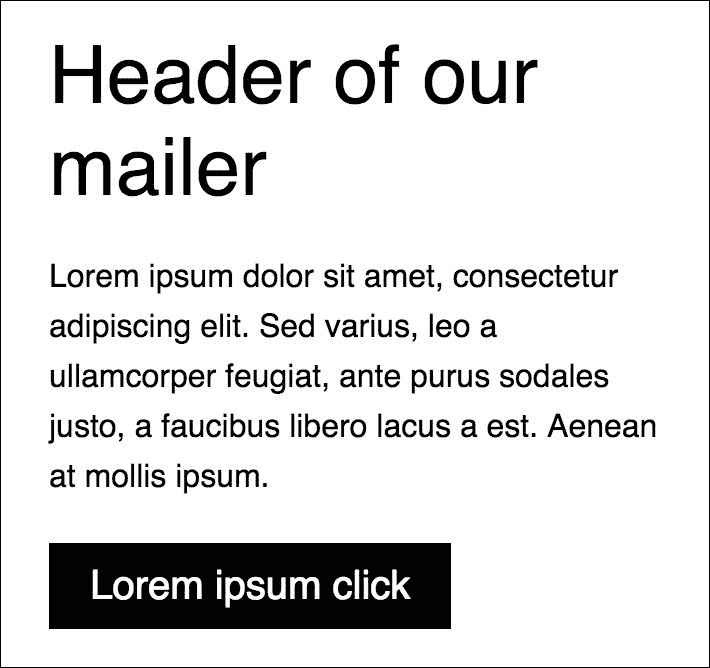 Header of our
mailer
Lorem ipsum dolor sit amet, consectetur
adipiscing elit. Sed varius, leo a
ullamcorper feugiat, ante purus sodales
justo, a faucibus libero lacus a est. Aenean
at mollis ipsum.
Lorem ipsum click